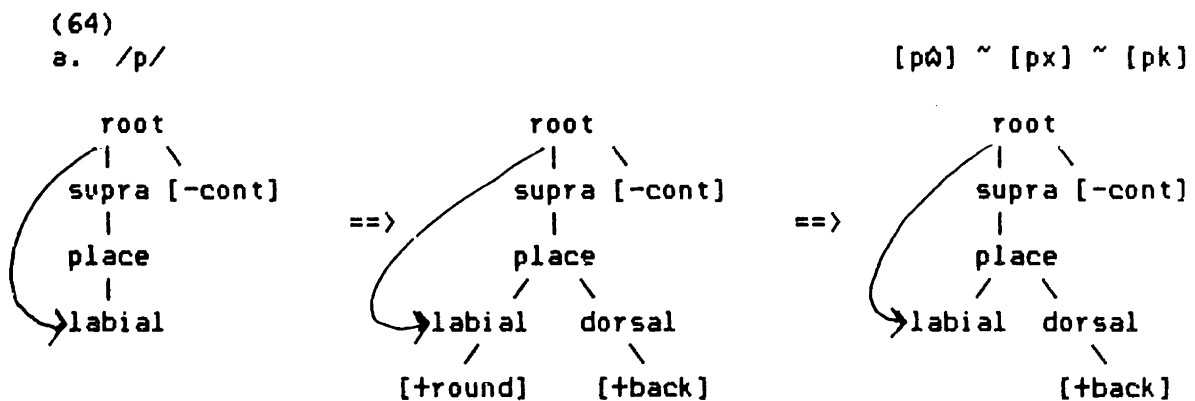 (64)
a. /p/ [pŵ] ~ [px] ~ [pk]
root root root
supra [-cont] supra [-cont] supra [-cont]
==> ==>
place place place
labial labial dorsal labial dorsal
[+round] [+back] [+back]